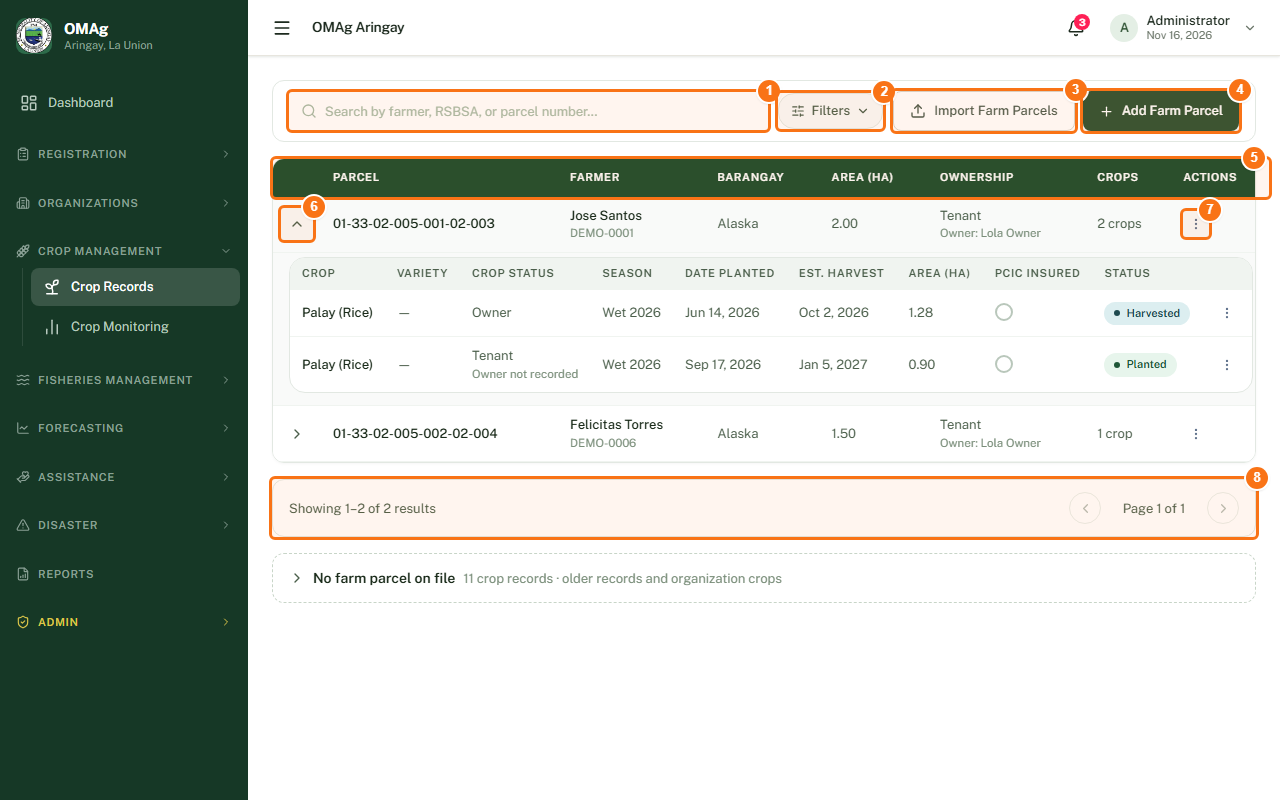 OMAg
Aringay, La Union
Dashboard
REGISTRATION
ORGANIZATIONS
CROP MANAGEMENT
Crop Records
Crop Monitoring
FISHERIES MANAGEMENT
FORECASTING
ASSISTANCE
DISASTER
REPORTS
ADMIN
OMAg Aringay
3
A
Administrator
Nov 16, 2026
Search by farmer, RSBSA, or parcel number...
1
Filters
2
Import Farm Parcels
3
Add Farm Parcel
4
PARCEL FARMER BARANGAY AREA (HA) OWNERSHIP CROPS ACTIONS
5
6
01-33-02-005-001-02-003 Jose Santos Alaska 2.00 Tenant 2 crops
DEMO-0001 Owner: Lola Owner
7
CROP VARIETY CROP STATUS SEASON DATE PLANTED EST. HARVEST AREA (HA) PCIC INSURED STATUS
Palay (Rice) — Owner Wet 2026 Jun 14, 2026 Oct 2, 2026 1.28 Harvested
Palay (Rice) — Tenant Wet 2026 Sep 17, 2026 Jan 5, 2027 0.90 Planted
Owner not recorded
01-33-02-005-002-02-004 Felicitas Torres Alaska 1.50 Tenant 1 crop
DEMO-0006 Owner: Lola Owner
8
Showing 1–2 of 2 results Page 1 of 1
No farm parcel on file 11 crop records · older records and organization crops